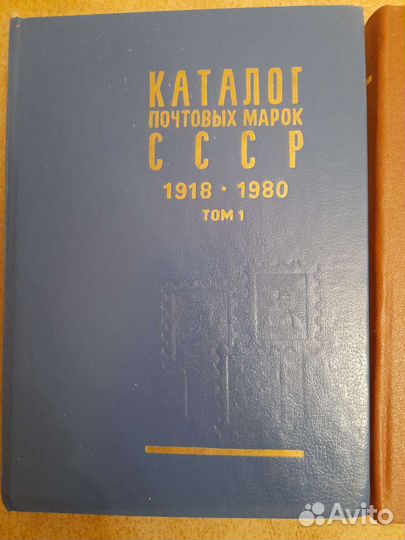 КАТАЛОГ
ПОЧТОВЫХ МАРОК
СССР
1918 * 1980
ТОМ 1
Avito